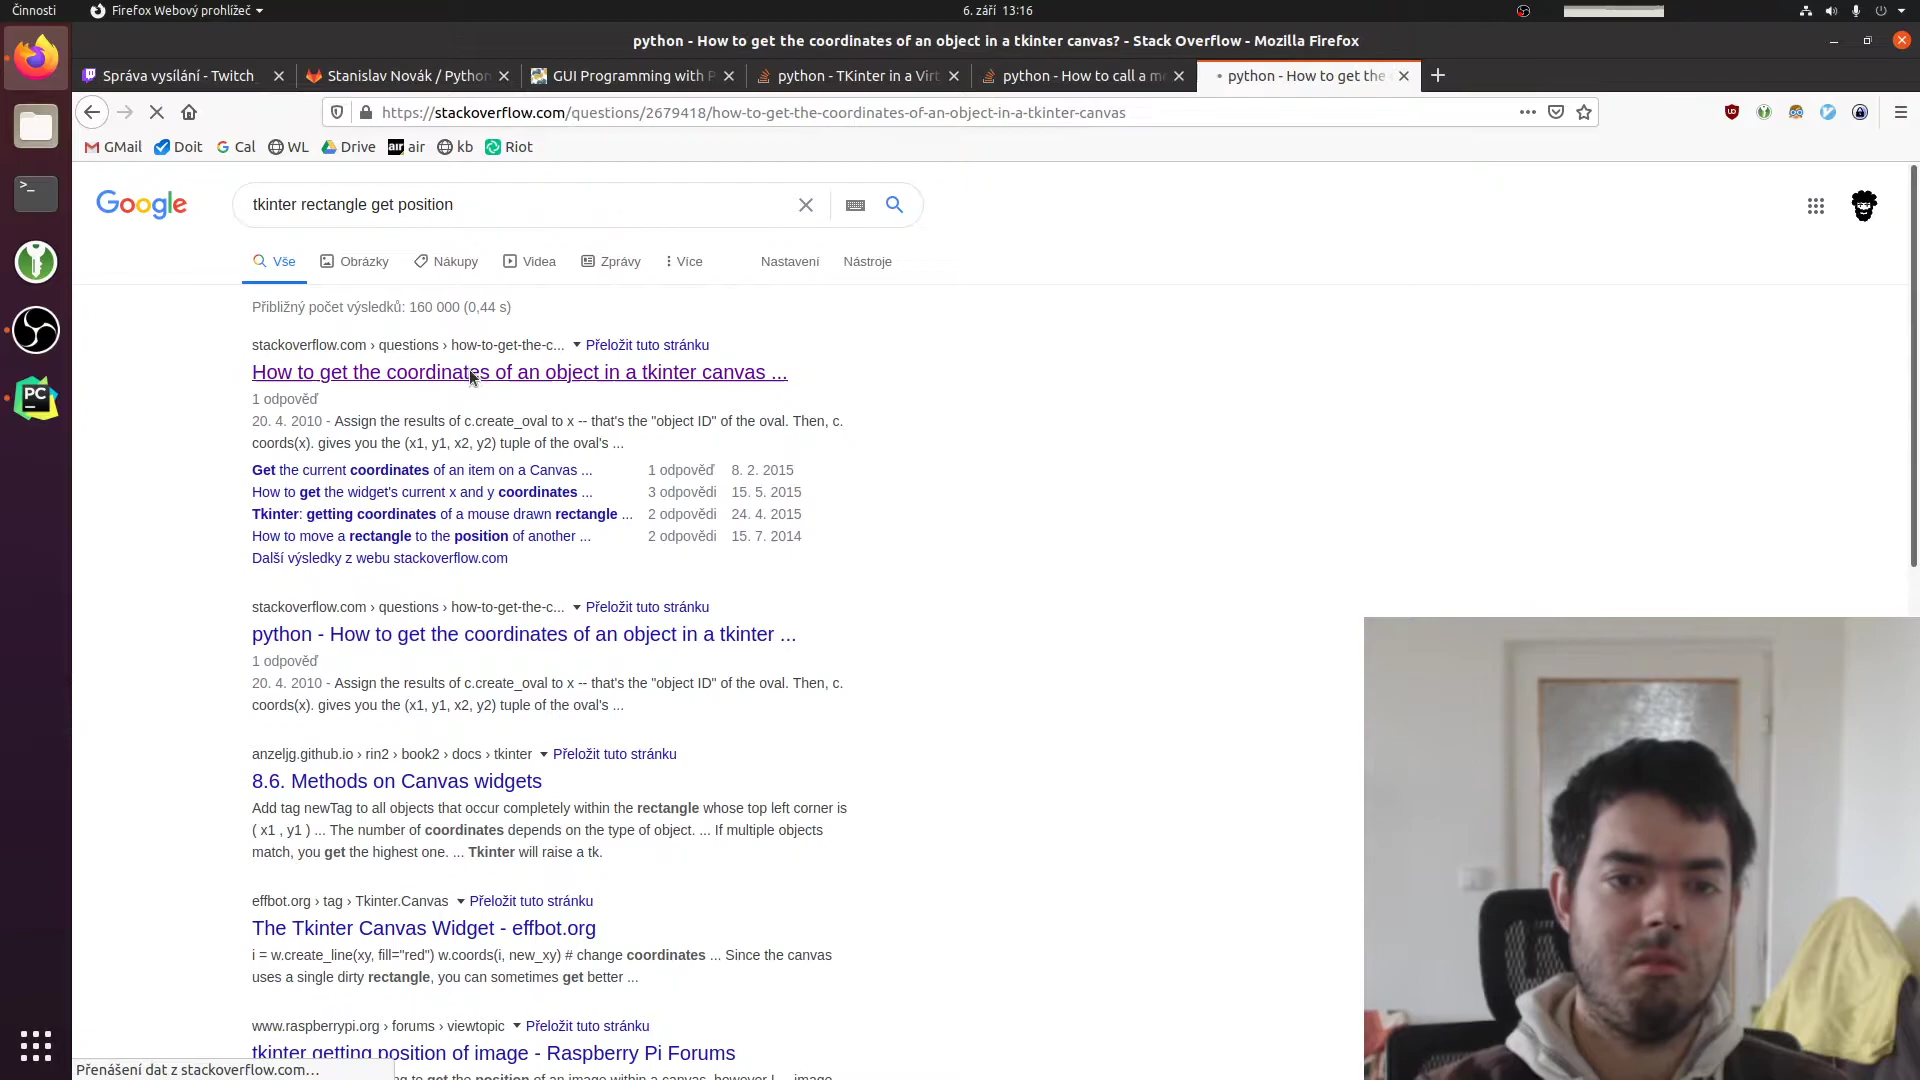 Činnosti
Firefox Webový prohlížeč
6. září 13:16
python - How to get the coordinates of an object in a tkinter canvas? - Stack Overflow - Mozilla Firefox
Správa vysílání - Twitch
Stanislav Novák / Python
GUI Programming with P
python - TKinter in a Virt
python - How to call a me
python - How to get the
https://stackoverflow.com/questions/2679418/how-to-get-the-coordinates-of-an-object-in-a-tkinter-canvas
GMail
Doit
Cal
WL
Drive
air air
kb
Riot
Google
tkinter rectangle get position
Vše
Obrázky
Nákupy
Videa
Zprávy
Více
Nastavení
Nástroje
Přibližný počet výsledků: 160 000 (0,44 s)
stackoverflow.com › questions › how-to-get-the-c... Přeložit tuto stránku
How to get the coordinates of an object in a tkinter canvas ...
1 odpověď
20. 4. 2010 - Assign the results of c.create_oval to x -- that's the "object ID" of the oval. Then, c.
coords(x). gives you the (x1, y1, x2, y2) tuple of the oval's ...
Get the current coordinates of an item on a Canvas ... 1 odpověď 8. 2. 2015
How to get the widget's current x and y coordinates ... 3 odpovědi 15. 5. 2015
Tkinter: getting coordinates of a mouse drawn rectangle ... 2 odpovědi 24. 4. 2015
How to move a rectangle to the position of another ... 2 odpovědi 15. 7. 2014
Další výsledky z webu stackoverflow.com
stackoverflow.com › questions › how-to-get-the-c... Přeložit tuto stránku
python - How to get the coordinates of an object in a tkinter ...
1 odpověď
20. 4. 2010 - Assign the results of c.create_oval to x -- that's the "object ID" of the oval. Then, c.
coords(x). gives you the (x1, y1, x2, y2) tuple of the oval's ...
anzeljg.github.io › rin2 › book2 › docs › tkinter Přeložit tuto stránku
8.6. Methods on Canvas widgets
Add tag newTag to all objects that occur completely within the rectangle whose top left corner is
( x1 , y1 ) ... The number of coordinates depends on the type of object. ... If multiple objects
match, you get the highest one. ... Tkinter will raise a tk.
effbot.org › tag › Tkinter.Canvas Přeložit tuto stránku
The Tkinter Canvas Widget - effbot.org
i = w.create_line(xy, fill="red") w.coords(i, new_xy) # change coordinates ... Since the canvas
uses a single dirty rectangle, you can sometimes get better ...
www.raspberrypi.org › forums › viewtopic Přeložit tuto stránku
tkinter getting position of image - Raspberry Pi Forums
Přenášení dat z stackoverflow.com…
PC